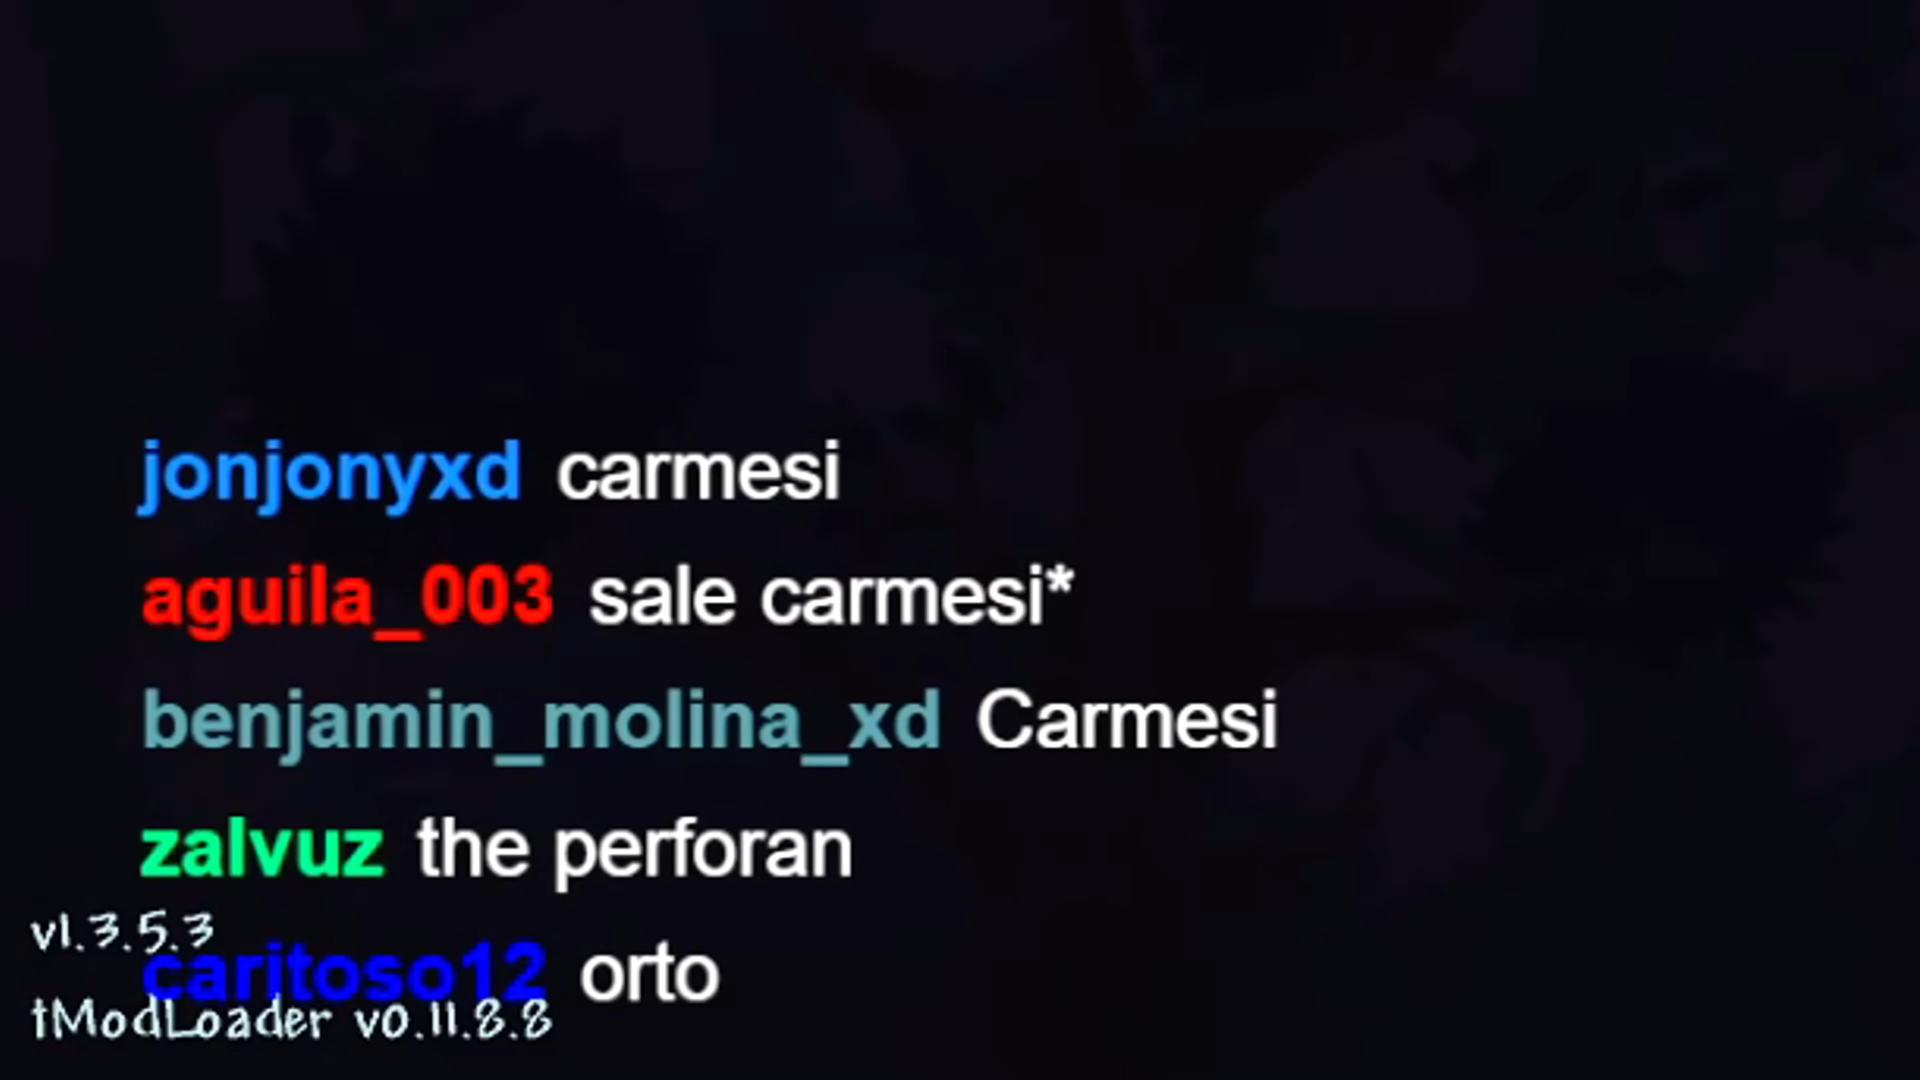 jonjonyxd carmesi
aguila_003 sale carmesi*
benjamin_molina_xd Carmesi
zalvuz the perforan
v1.3.5.3
caritoso12 orto
tModLoader v0.11.8.8